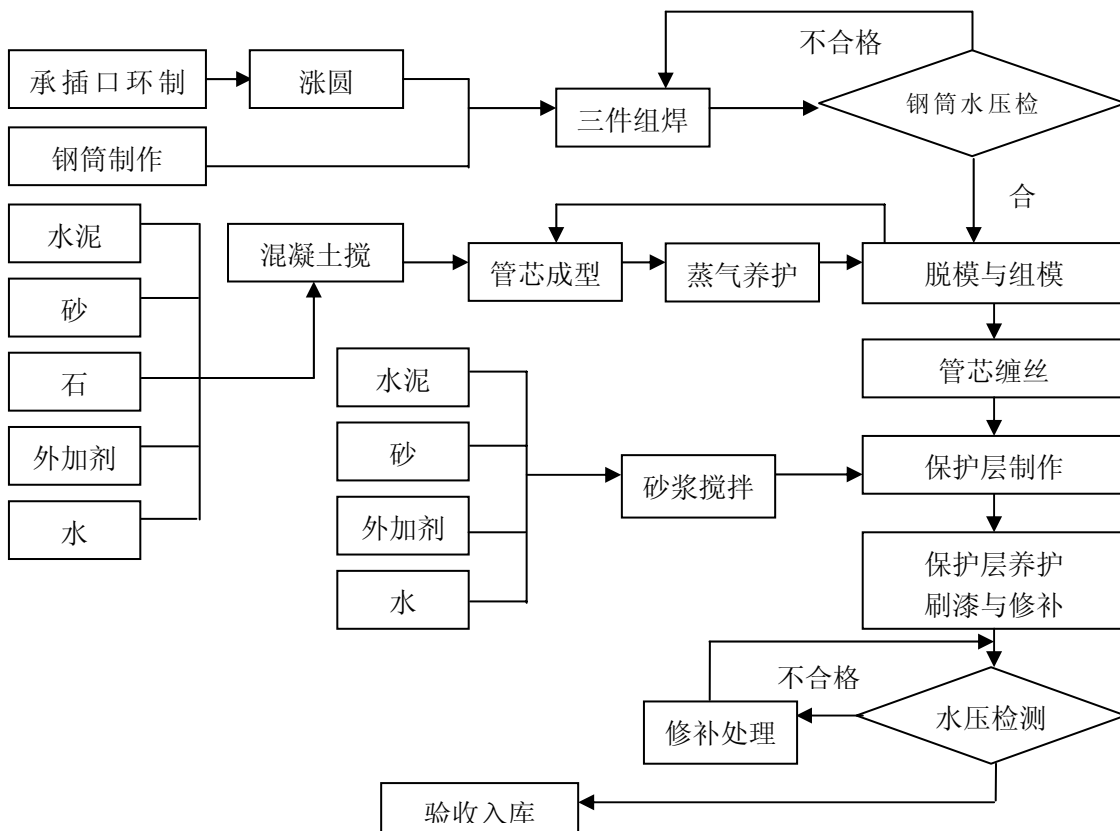 不合格
承插口环制
涨圆
三件组焊
钢筒水压检
钢筒制作
合
水泥
砂
石
外加剂
水
混凝土搅
管芯成型
蒸气养护
脱模与组模
水泥
砂
外加剂
水
砂浆搅拌
管芯缠丝
保护层制作
保护层养护
刷漆与修补
不合格
修补处理
水压检测
验收入库